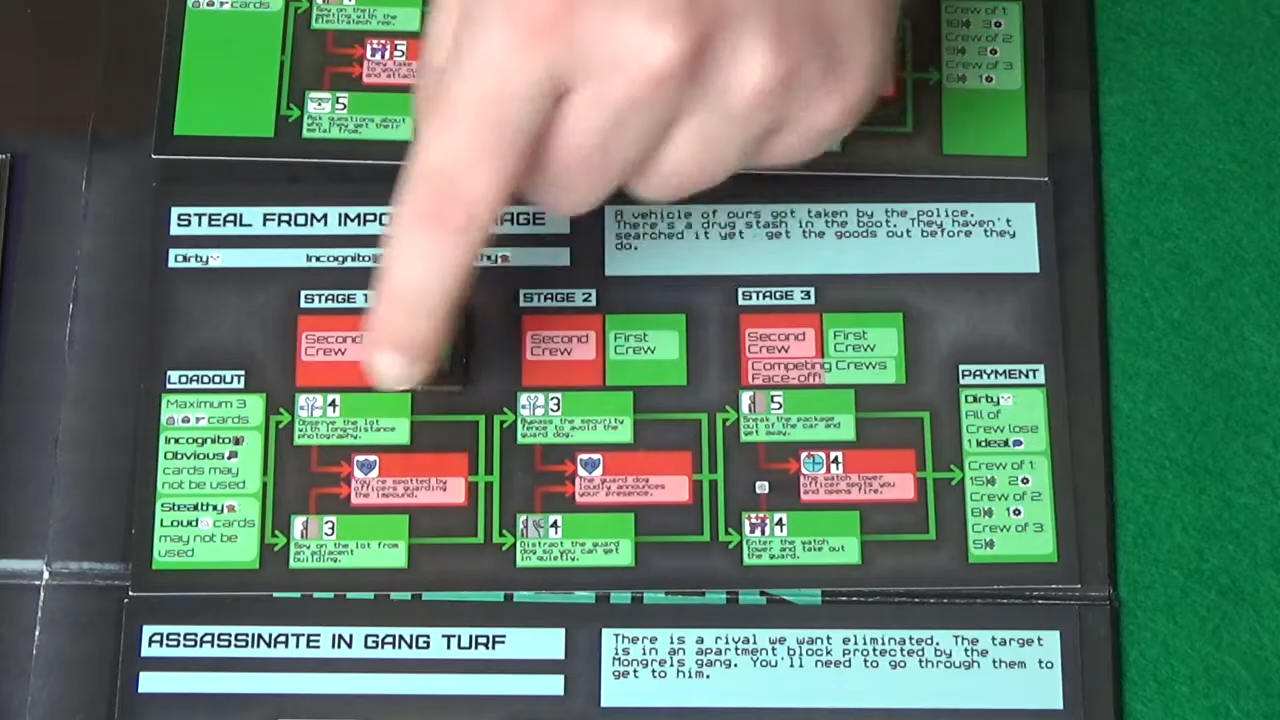 cards.
Spy on their
meeting with the
Electratech rep.
5
They take
and attack
5
Ask questions about
who they get their
metal from.
Crew of 1:
18 3
Crew of 2:
9 2
Crew of 3:
6 1
STEAL FROM
Dirty Incognito
A vehicle of ours got taken by the police.
There's a drug stash in the boot. They haven't
searched it yet get the goods out before they
do.
STAGE 1
STAGE 2
STAGE 3
Second
Crew
Second
Crew
First
Crew
Second
Crew
First
Crew
Competing Crews
Face-off!
LOADOUT
Maximum 3
cards.
Incognito
Obvious
cards may
not be used.
Stealthy
Loud cards
may not be
used
4
Observe the lot
with long-distance
photography.
You're spotted by
officers guarding
the impound.
3
Spy on the lot from
an adjacent
building.
3
Bypass the security
fence to avoid the
guard dog.
The guard dog
loudly announces
your presence.
4
Distract the guard
dog so you can get
in quietly.
5
Sneak the package
out of the car and
get away.
4
The watch tower
officer spots you
and opens fire.
4
Enter the watch
tower and take out
the guard.
PAYMENT
Dirty
All of
Crew lose
1 Ideal
Crew of 1:
15 2
Crew of 2:
8 1
Crew of 3:
5
ASSASSINATE IN GANG TURF
There is a rival we want eliminated. The target
is in an apartment block protected by the
Mongrels gang. You'll need to go through them to
get to him.